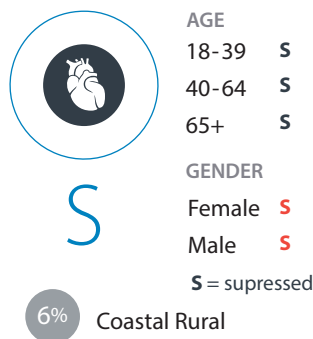 AGE
18-39 S
40-64 S
65+ S
S
GENDER
Female S
Male S
S = supressed
6% Coastal Rural